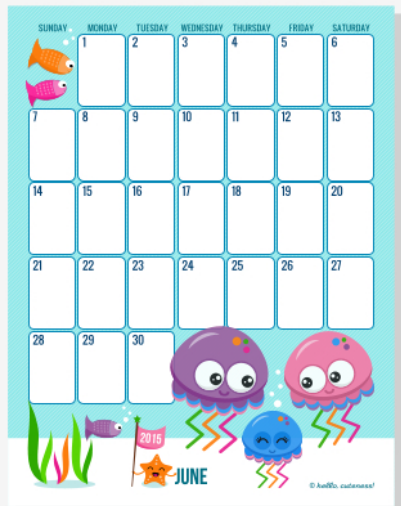 SUNDAY MONDAY TUESDAY WEDNESDAY THURSDAY FRIDAY SATURDAY
1 2 3 4 5 6
7 8 9 10 11 12 13
14 15 16 17 18 19 20
21 22 23 24 25 26 27
28 29 30
2015
JUNE
© hello, cuteness!